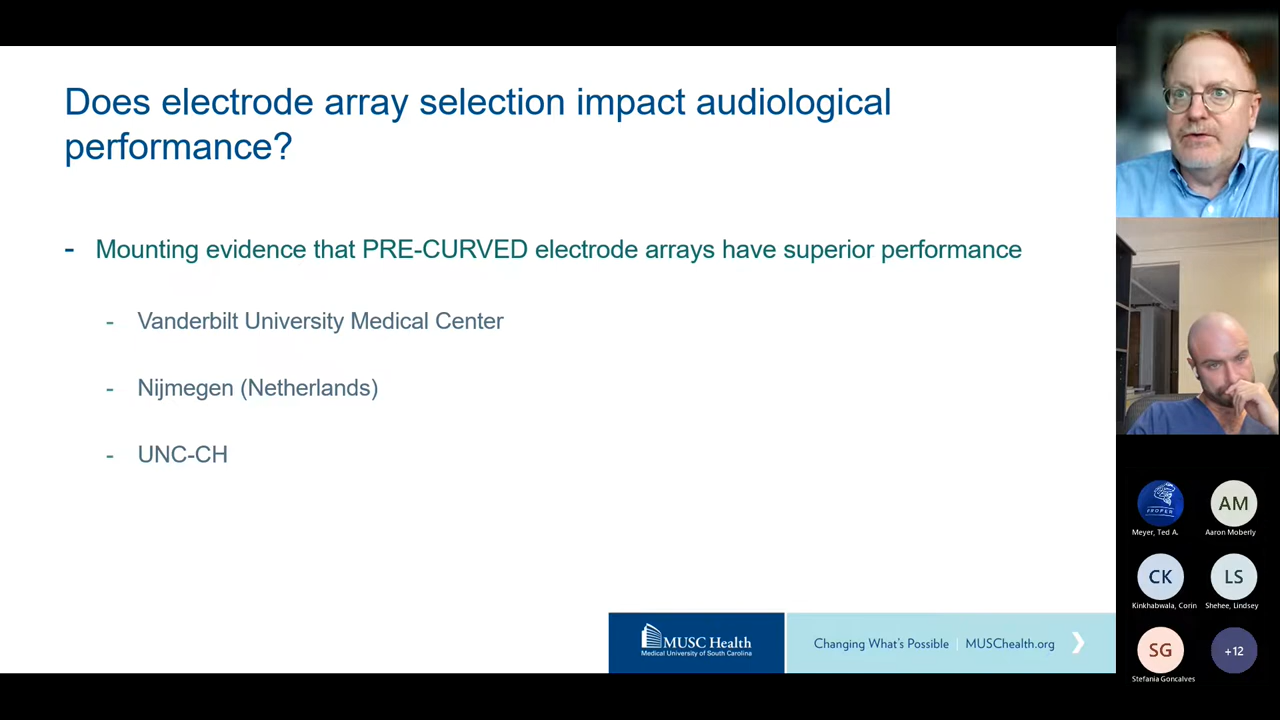 Does electrode array selection impact audiological
performance?
- Mounting evidence that PRE-CURVED electrode arrays have superior performance
- Vanderbilt University Medical Center
- Nijmegen (Netherlands)
- UNC-CH
MUSC Health
Medical University of South Carolina
Changing What's Possible | MUSChealth.org
PROPER
AM
Meyer, Ted A.
Aaron Moberly
CK
LS
Kinkhabwala, Corin
Shehee, Lindsey
SG
+12
Stefania Goncalves